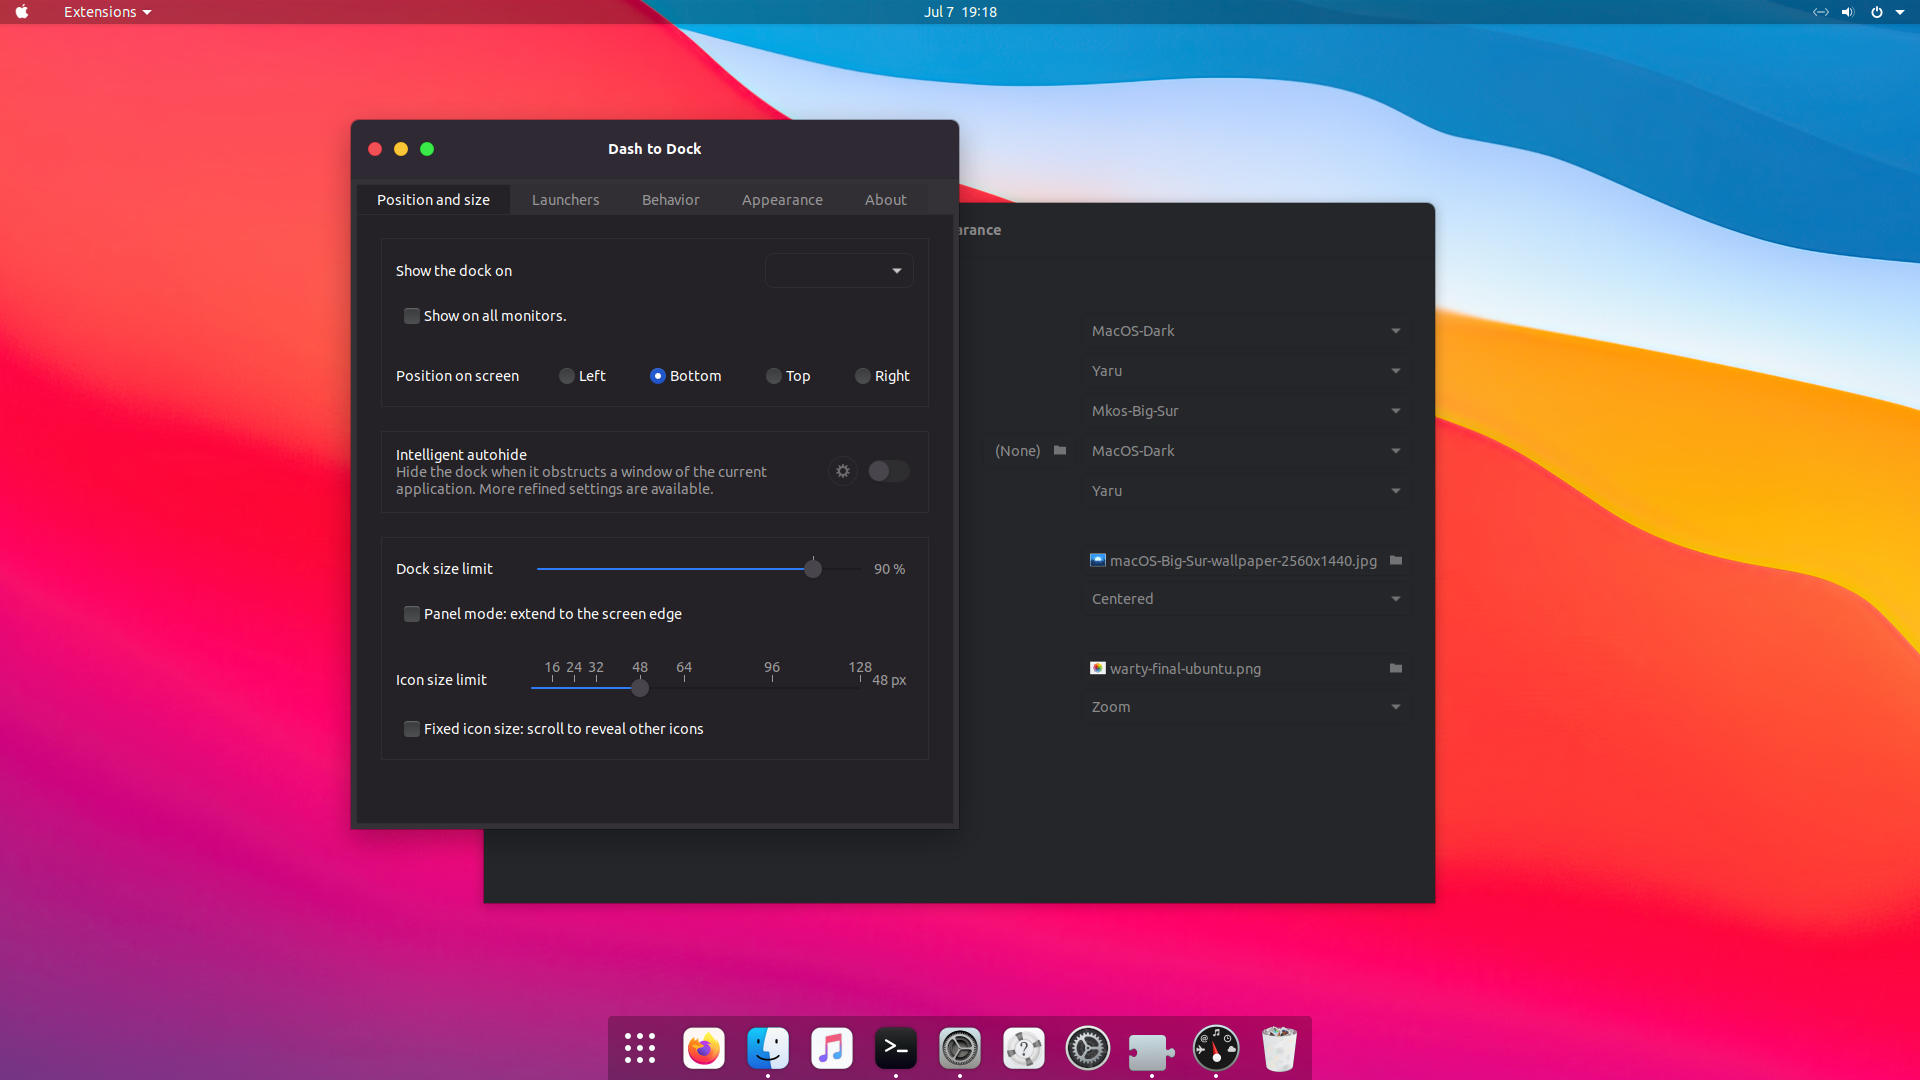 Extensions
Jul 7 19:18
Dash to Dock
Position and size Launchers Behavior Appearance About
Show the dock on
Show on all monitors.
Position on screen Left Bottom Top Right
Intelligent autohide
Hide the dock when it obstructs a window of the current
application. More refined settings are available.
Dock size limit 90 %
Panel mode: extend to the screen edge
16 24 32 48 64 96 128
Icon size limit 48 px
Fixed icon size: scroll to reveal other icons
arance
MacOS-Dark
Yaru
Mkos-Big-Sur
(None) MacOS-Dark
Yaru
macOS-Big-Sur-wallpaper-2560x1440.jpg
Centered
warty-final-ubuntu.png
Zoom